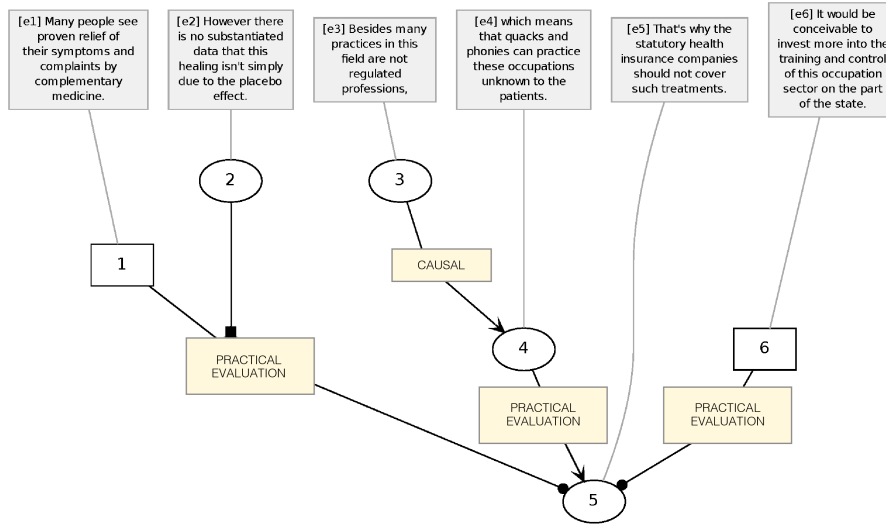 [e1] Many people see
proven relief of
their symptoms and
complaints by
complementary
medicine.
[e2] However there
is no substantiated
data that this
healing isn't simply
due to the placebo
effect.
[e3] Besides many
practices in this
field are not
regulated
professions,
[e4] which means
that quacks and
phonies can practice
these occupations
unknown to the
patients.
[e5] That's why the
statutory health
insurance companies
should not cover
such treatments.
[e6] It would be
conceivable to
invest more into the
training and control
of this occupation
sector on the part
of the state.
2
3
1
CAUSAL
4
6
PRACTICAL
EVALUATION
PRACTICAL
EVALUATION
PRACTICAL
EVALUATION
5